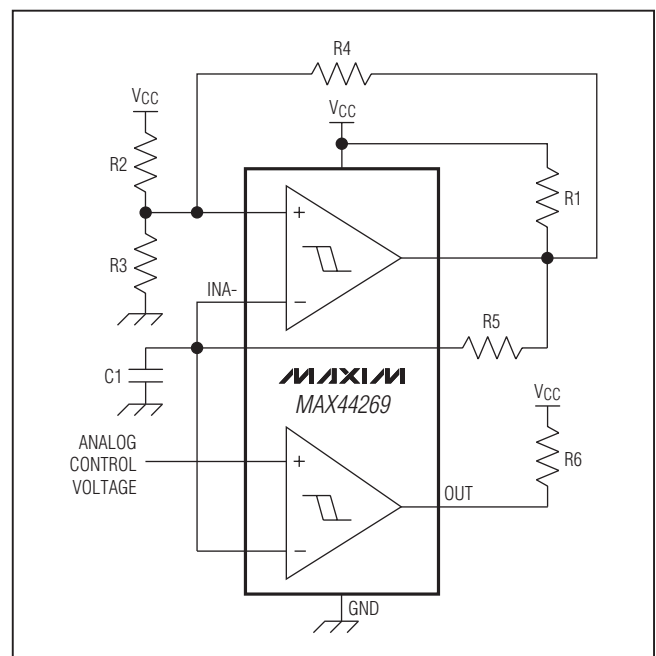 R4
VCC
VCC
R2
R1
+
R3
INA-
−
R5
C1
MAXIM
MAX44269
VCC
ANALOG
CONTROL
VOLTAGE
+
R6
OUT
−
GND